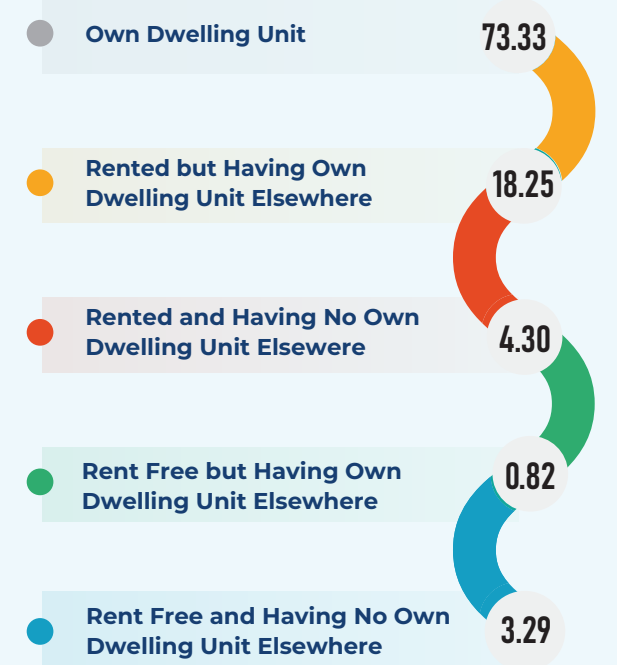 Own Dwelling Unit
73.33
Rented but Having Own
Dwelling Unit Elsewhere
18.25
Rented and Having No Own
Dwelling Unit Elsewere
4.30
Rent Free but Having Own
Dwelling Unit Elsewhere
0.82
Rent Free and Having No Own
Dwelling Unit Elsewhere
3.29